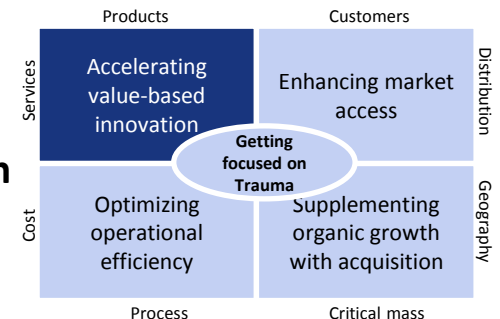 Products
Customers
Services
Accelerating
value-based
innovation
Enhancing market
access
Distribution
Getting
focused on
Trauma
n
Cost
Optimizing
operational
efficiency
Supplementing
organic growth
with acquisition
Geography
Process
Critical mass